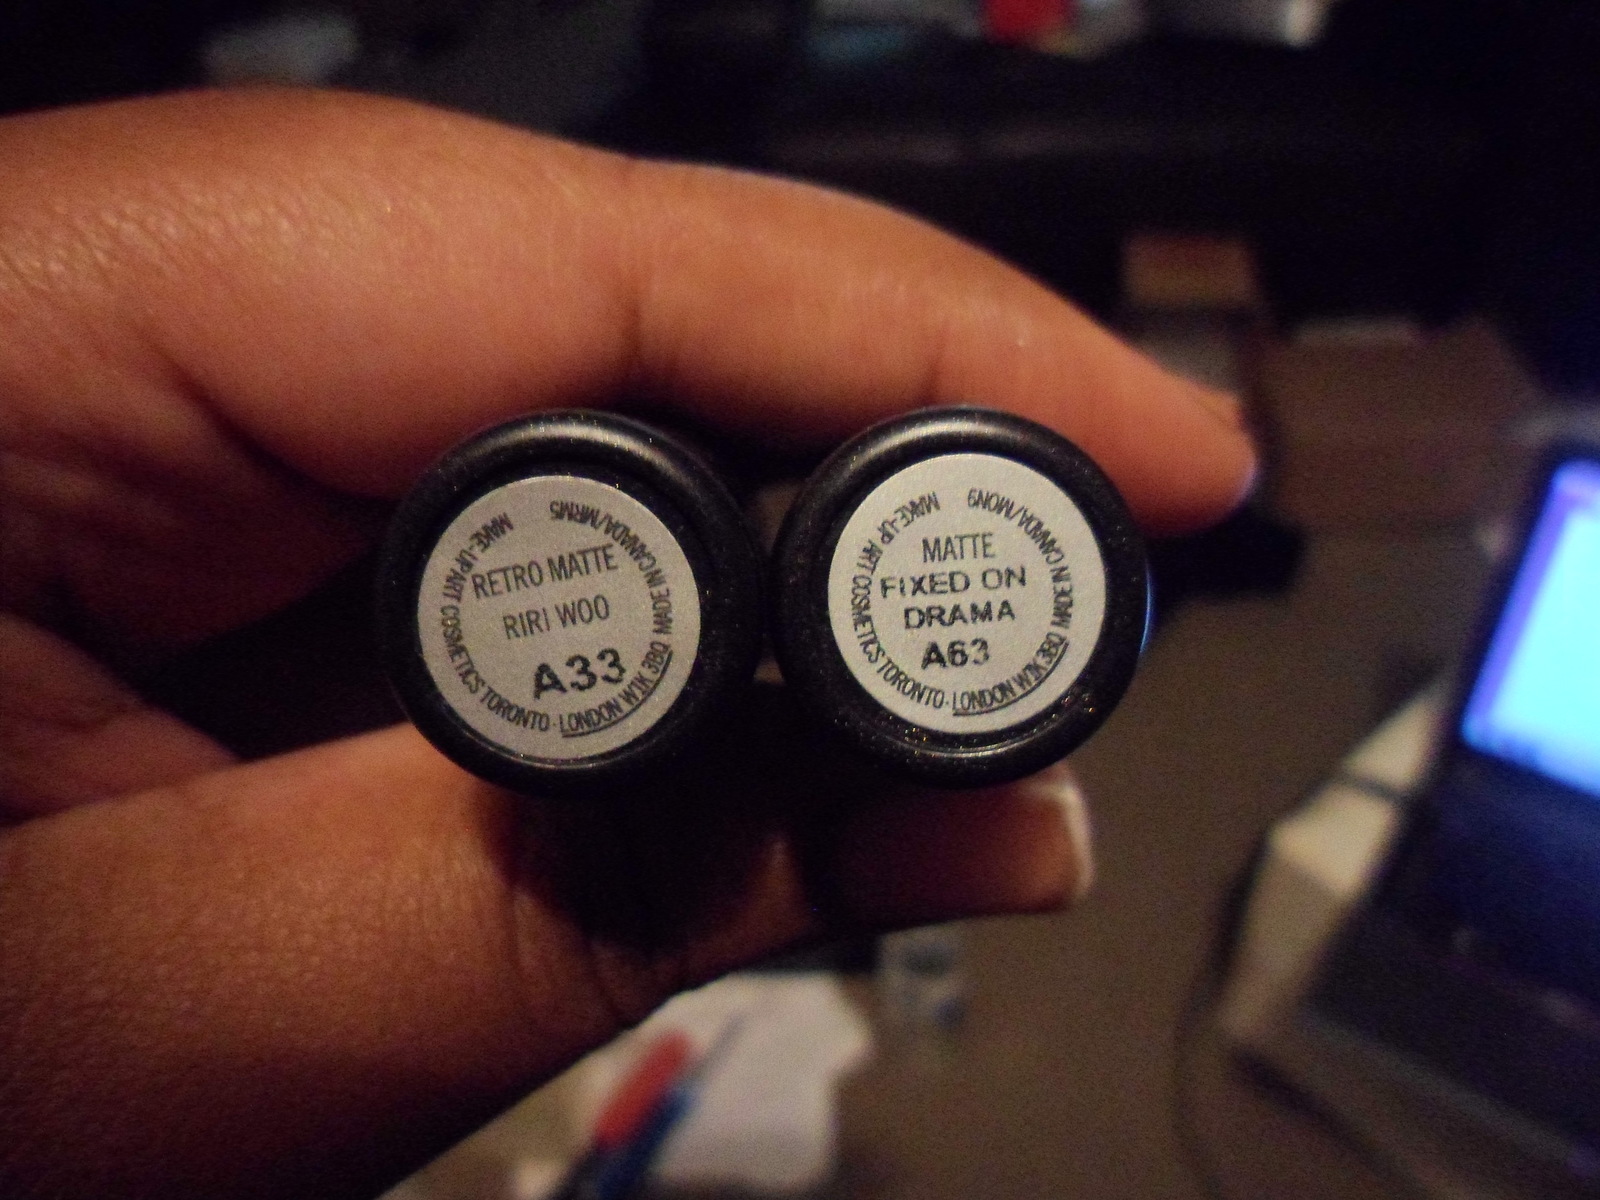 RETRO MATTE
RIRI WOO
A33
MAKE-UP ART COSMETICS TORONTO · LONDON W1K 3BQ MADE IN CANADA/MRM5
MATTE
FIXED ON
DRAMA
A63
MAKE-UP ART COSMETICS TORONTO · LONDON W1K 3BQ MADE IN CANADA/MON9